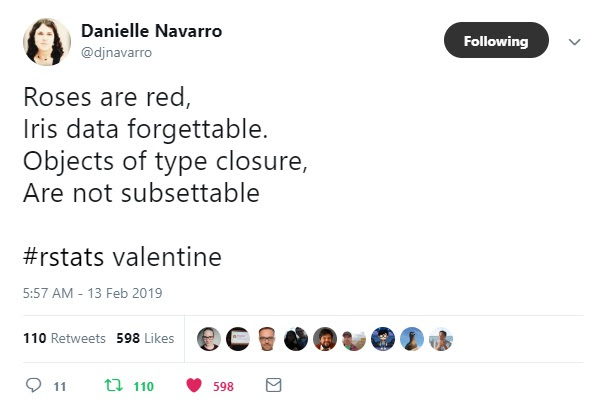 Danielle Navarro
@djnavarro
Following
Roses are red,
Iris data forgettable.
Objects of type closure,
Are not subsettable
#rstats valentine
5:57 AM - 13 Feb 2019
110 Retweets 598 Likes
11 110 598